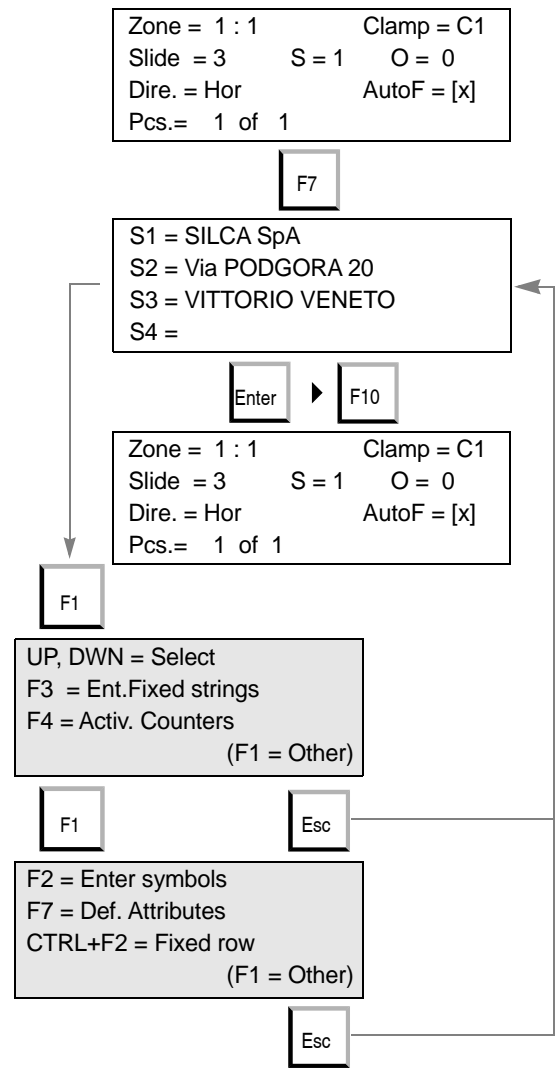 Zone = 1 : 1 Clamp = C1
Slide = 3 S = 1 O = 0
Dire. = Hor AutoF = [x]
Pcs.= 1 of 1
F7
S1 = SILCA SpA
S2 = Via PODGORA 20
S3 = VITTORIO VENETO
S4 =
Enter F10
Zone = 1 : 1 Clamp = C1
Slide = 3 S = 1 O = 0
Dire. = Hor AutoF = [x]
Pcs.= 1 of 1
F1
UP, DWN = Select
F3 = Ent.Fixed strings
F4 = Activ. Counters
(F1 = Other)
F1 Esc
F2 = Enter symbols
F7 = Def. Attributes
CTRL+F2 = Fixed row
(F1 = Other)
Esc